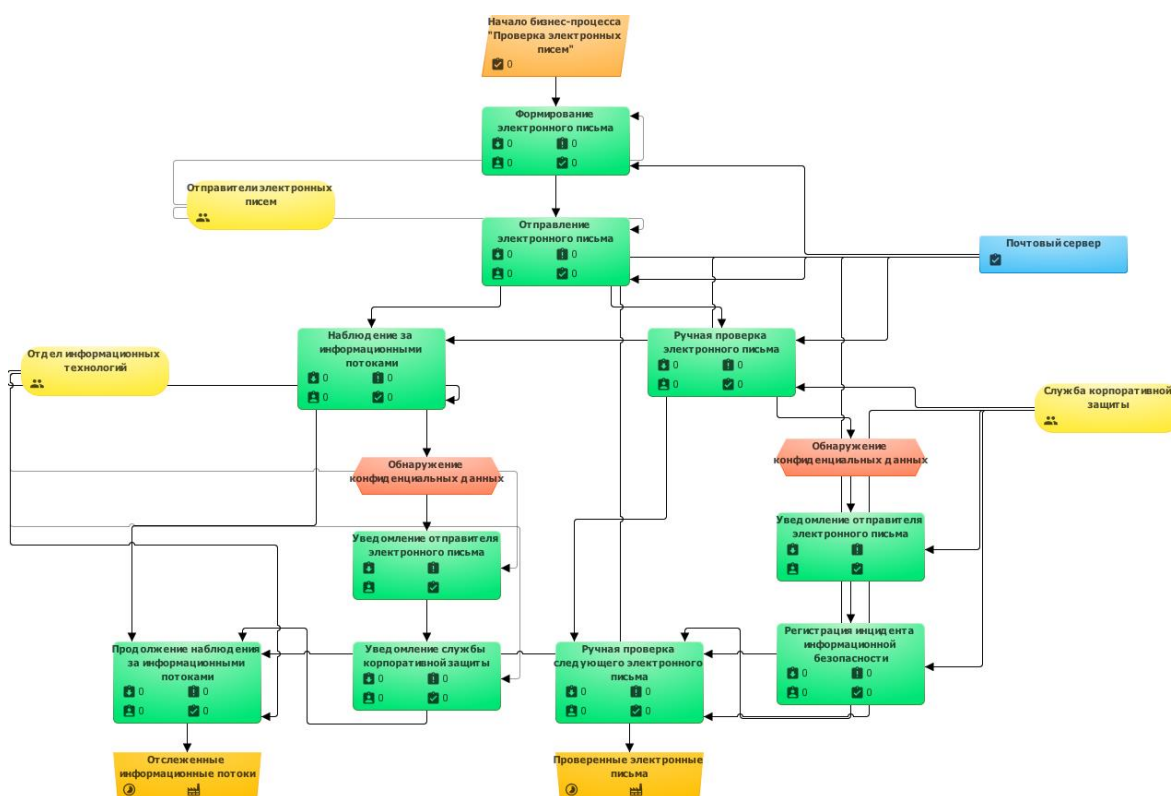 Начало бизнес-процесса
"Проверка электронных
писем"
0
Формирование
электронного письма
0 0
0 0
Отправители электронных
писем
Отправление
электронного письма
0 0
0 0
Почтовый сервер
Наблюдение за
информационными
потоками
0 0
0 0
Ручная проверка
электронного письма
0 0
0 0
Отдел информационных
технологий
Служба корпоративной
защиты
Обнаружение
конфиденциальных данных
Обнаружение
конфиденциальных данных
Уведомление отправителя
электронного письма
Уведомление отправителя
электронного письма
Продолжение наблюдения
за информационными
потоками
0 0
0 0
Уведомление службы
корпоративной защиты
0 0
0 0
Ручная проверка
следующего электронного
письма
0 0
0 0
Регистрация инцидента
информационной
безопасности
0 0
0 0
Отслеженные
информационные потоки
Проверенные электронные
письма